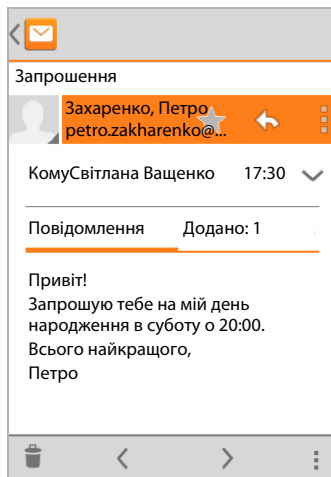 Запрошення
Захаренко, Петро
petro.zakharenko@...
КомуСвітлана Ващенко 17:30
Повідомлення Додано: 1
Привіт!
Запрошую тебе на мій день
народження в суботу о 20:00.
Всього найкращого,
Петро